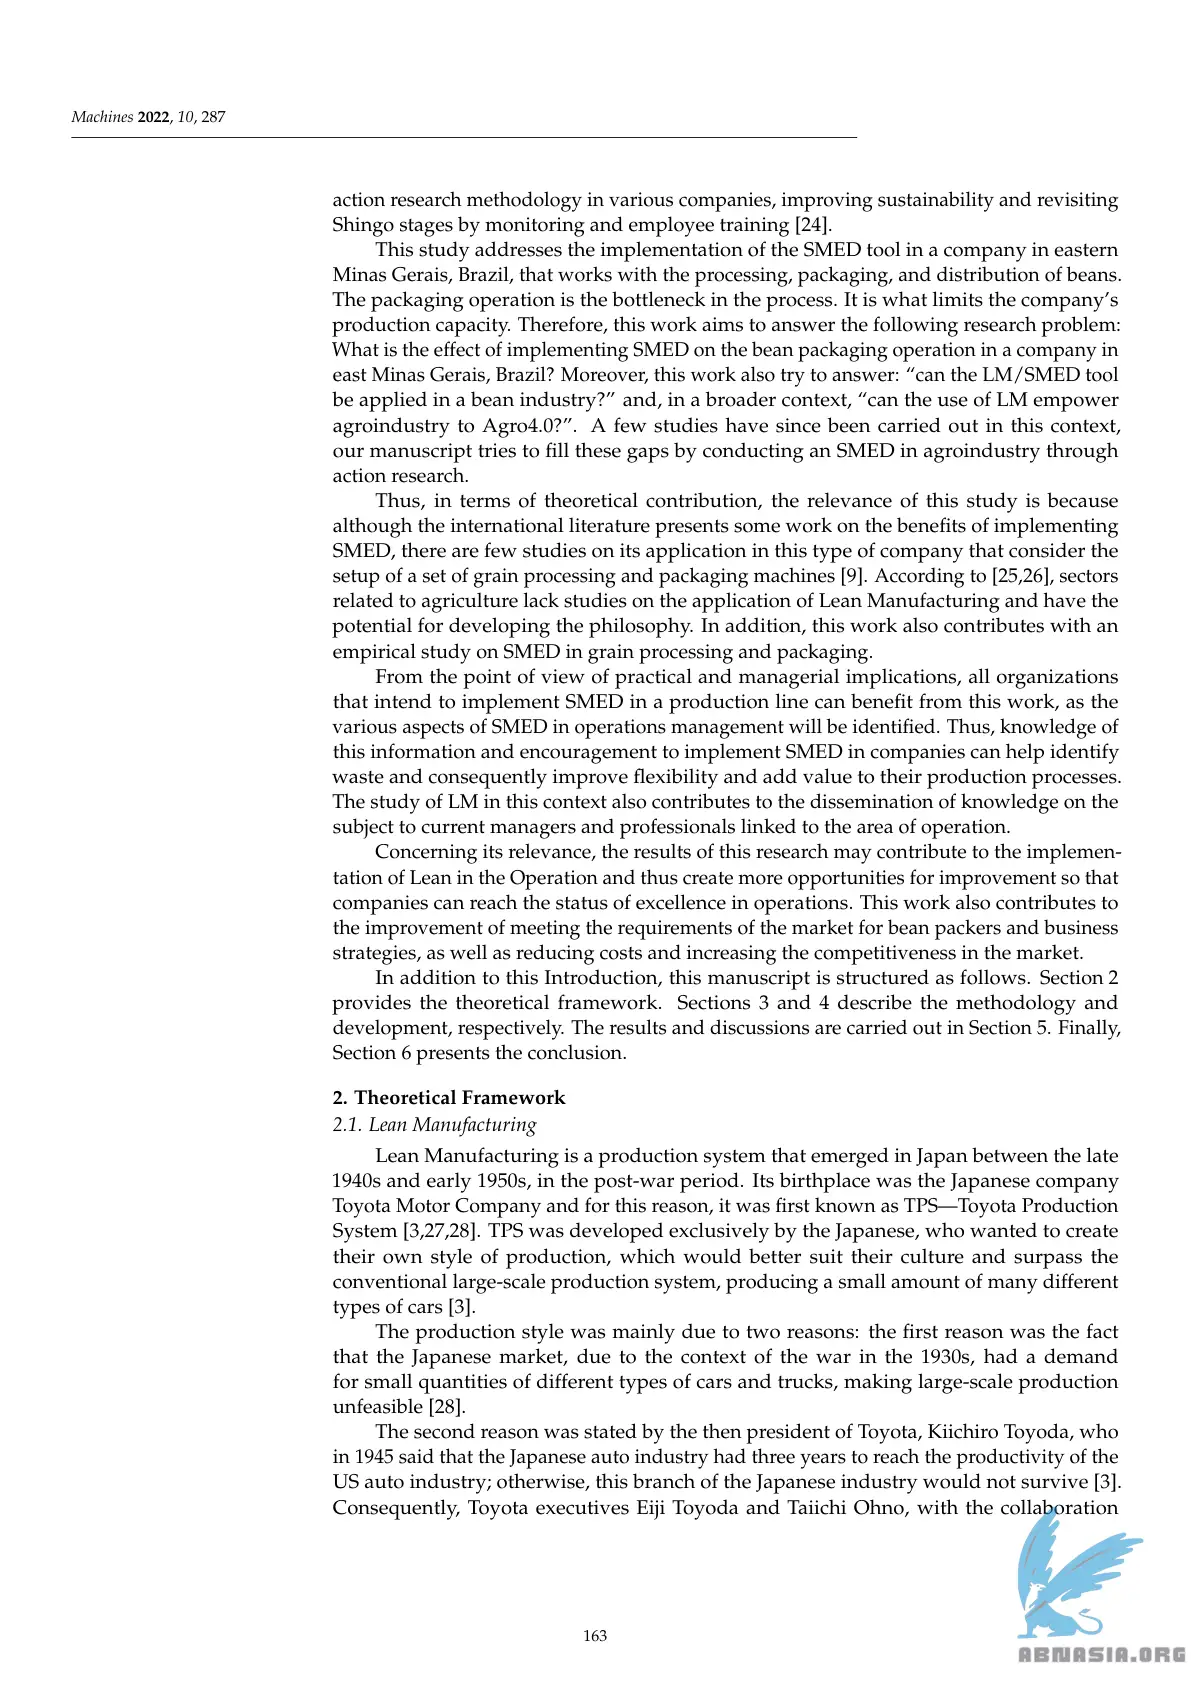 Machines 2022, 10, 287
action research methodology in various companies, improving sustainability and revisiting
Shingo stages by monitoring and employee training [24].
This study addresses the implementation of the SMED tool in a company in eastern
Minas Gerais, Brazil, that works with the processing, packaging, and distribution of beans.
The packaging operation is the bottleneck in the process. It is what limits the company's
production capacity. Therefore, this work aims to answer the following research problem:
What is the effect of implementing SMED on the bean packaging operation in a company in
east Minas Gerais, Brazil? Moreover, this work also try to answer: “can the LM/SMED tool
be applied in a bean industry?” and, in a broader context, “can the use of LM empower
agroindustry to Agro4.0?”. A few studies have since been carried out in this context,
our manuscript tries to fill these gaps by conducting an SMED in agroindustry through
action research.
Thus, in terms of theoretical contribution, the relevance of this study is because
although the international literature presents some work on the benefits of implementing
SMED, there are few studies on its application in this type of company that consider the
setup of a set of grain processing and packaging machines [9]. According to [25,26], sectors
related to agriculture lack studies on the application of Lean Manufacturing and have the
potential for developing the philosophy. In addition, this work also contributes with an
empirical study on SMED in grain processing and packaging.
From the point of view of practical and managerial implications, all organizations
that intend to implement SMED in a production line can benefit from this work, as the
various aspects of SMED in operations management will be identified. Thus, knowledge of
this information and encouragement to implement SMED in companies can help identify
waste and consequently improve flexibility and add value to their production processes.
The study of LM in this context also contributes to the dissemination of knowledge on the
subject to current managers and professionals linked to the area of operation.
Concerning its relevance, the results of this research may contribute to the implemen-
tation of Lean in the Operation and thus create more opportunities for improvement so that
companies can reach the status of excellence in operations. This work also contributes to
the improvement of meeting the requirements of the market for bean packers and business
strategies, as well as reducing costs and increasing the competitiveness in the market.
In addition to this Introduction, this manuscript is structured as follows. Section 2
provides the theoretical framework. Sections 3 and 4 describe the methodology and
development, respectively. The results and discussions are carried out in Section 5. Finally,
Section 6 presents the conclusion.
2. Theoretical Framework
2.1. Lean Manufacturing
Lean Manufacturing is a production system that emerged in Japan between the late
1940s and early 1950s, in the post-war period. Its birthplace was the Japanese company
Toyota Motor Company and for this reason, it was first known as TPS—Toyota Production
System [3,27,28]. TPS was developed exclusively by the Japanese, who wanted to create
their own style of production, which would better suit their culture and surpass the
conventional large-scale production system, producing a small amount of many different
types of cars [3].
The production style was mainly due to two reasons: the first reason was the fact
that the Japanese market, due to the context of the war in the 1930s, had a demand
for small quantities of different types of cars and trucks, making large-scale production
unfeasible [28].
The second reason was stated by the then president of Toyota, Kiichiro Toyoda, who
in 1945 said that the Japanese auto industry had three years to reach the productivity of the
US auto industry; otherwise, this branch of the Japanese industry would not survive [3].
Consequently, Toyota executives Eiji Toyoda and Taiichi Ohno, with the collaboration
163
ABNASIA.ORG